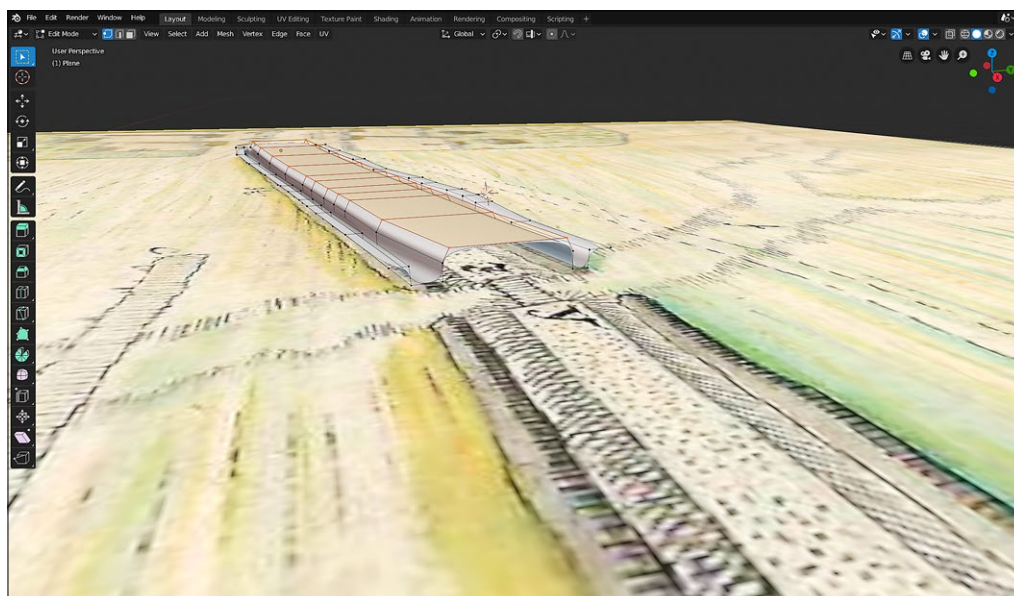 File Edit Render Window Help Layout Modeling Sculpting UV Editing Texture Paint Shading Animation Rendering Compositing Scripting +
Edit Mode View Select Add Mesh Vertex Edge Face UV Global
User Perspective
(1) Plane
Z
Y
X